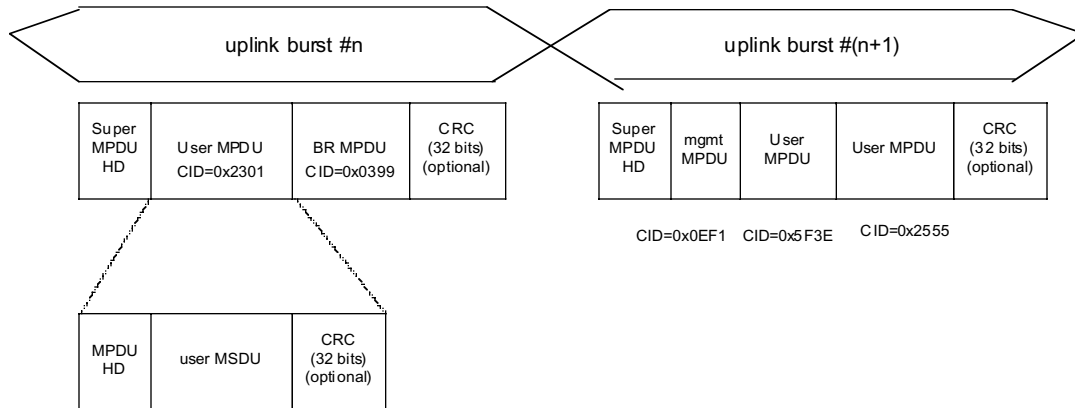 uplink burst #n
uplink burst #(n+1)
Super
MPDU
HD
User MPDU
CID=0x2301
BR MPDU
CID=0x0399
CRC
(32 bits)
(optional)
Super
MPDU
HD
mgmt
MPDU
User
MPDU
User MPDU
CRC
(32 bits)
(optional)
CID=0x0EF1
CID=0x5F3E
CID=0x2555
MPDU
HD
user MSDU
CRC
(32 bits)
(optional)